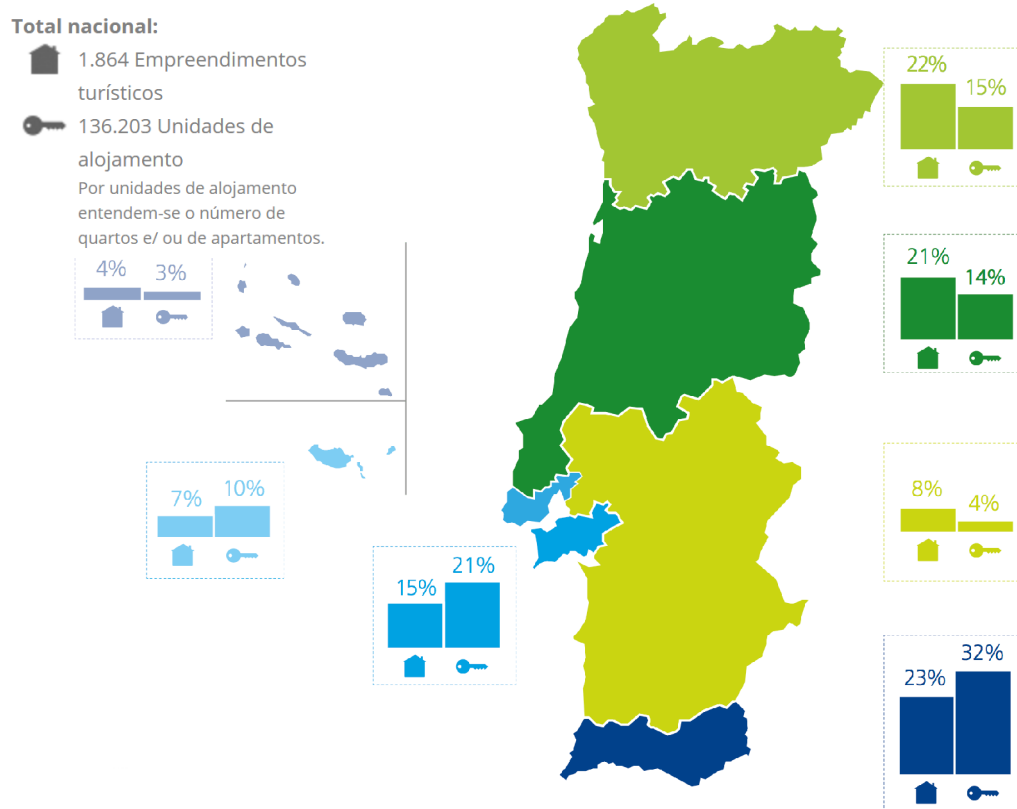 Total nacional:
1.864 Empreendimentos
turísticos
136.203 Unidades de
alojamento
Por unidades de alojamento
entendem-se o número de
quartos e/ ou de apartamentos.
22%
15%
21%
14%
4%
3%
7%
10%
8%
4%
15%
21%
23%
32%